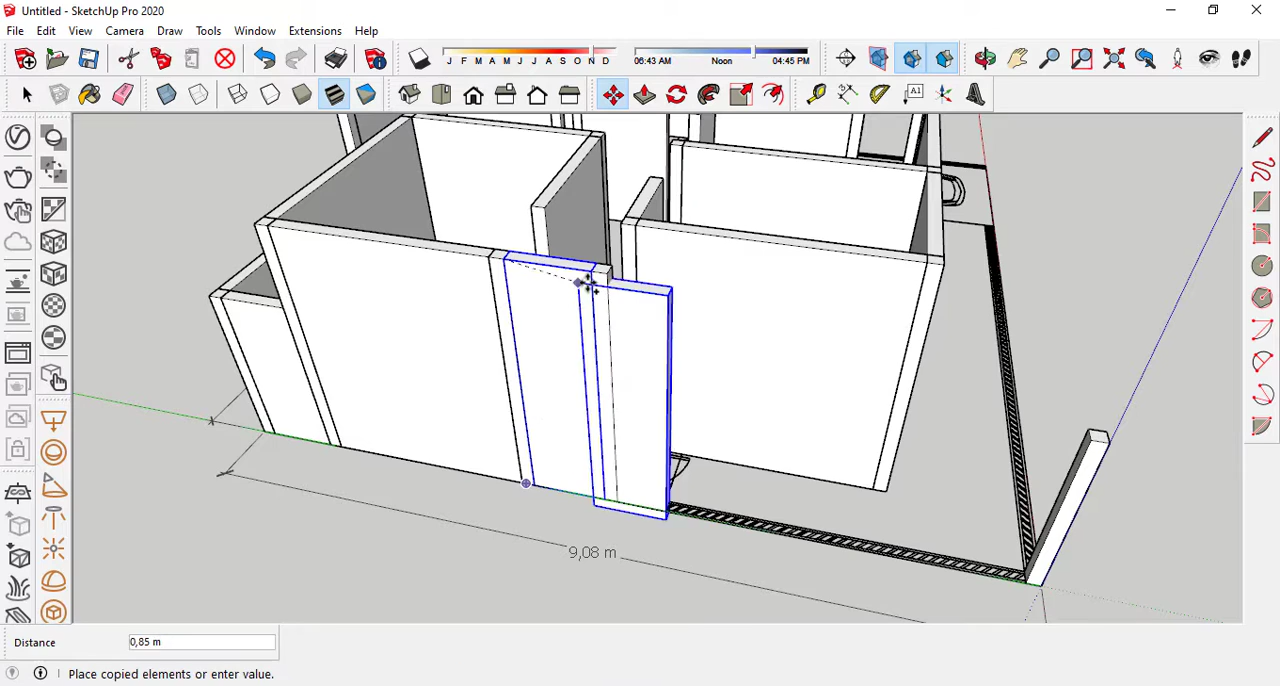 Untitled - SketchUp Pro 2020
File Edit View Camera Draw Tools Window Extensions Help
J F M A M J J A S O N D
06:43 AM Noon 04:45 PM
A1
9,08 m
Distance 0,85 m
Place copied elements or enter value.